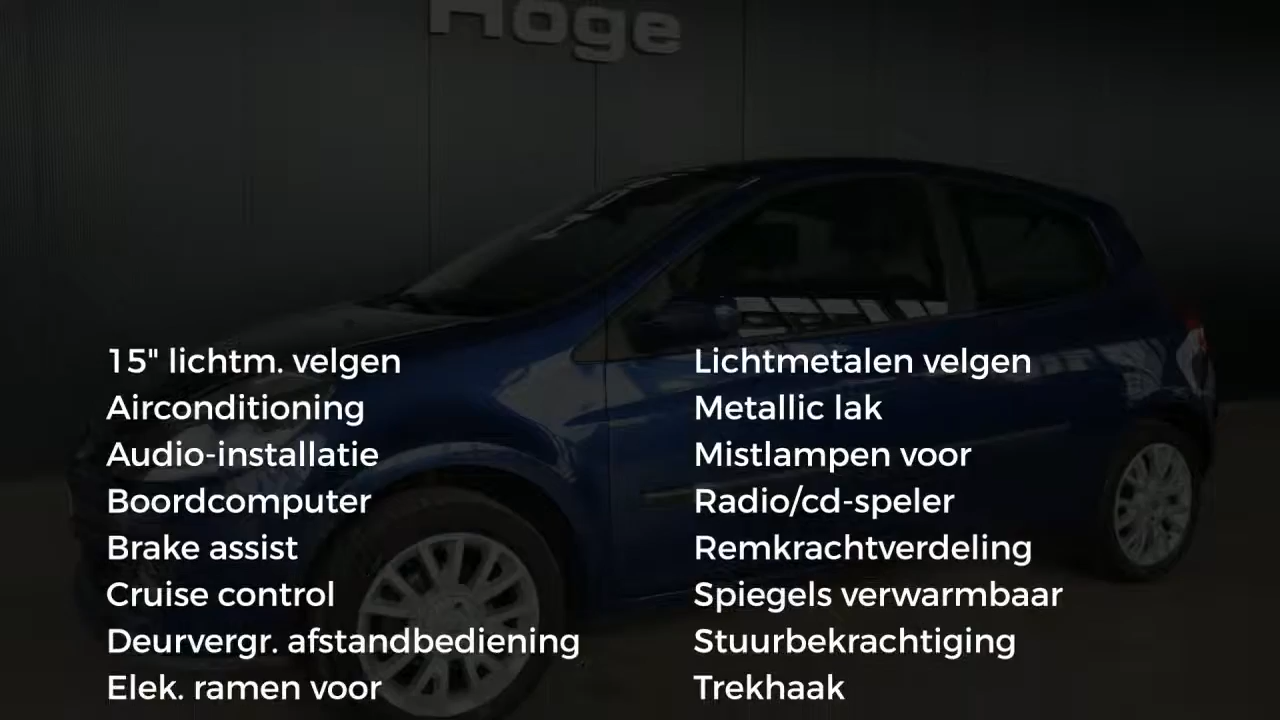 Hoge
15" lichtm. velgen
Airconditioning
Audio-installatie
Boordcomputer
Brake assist
Cruise control
Deurvergr. afstandbediening
Elek. ramen voor
Lichtmetalen velgen
Metallic lak
Mistlampen voor
Radio/cd-speler
Remkrachtverdeling
Spiegels verwarmbaar
Stuurbekrachtiging
Trekhaak